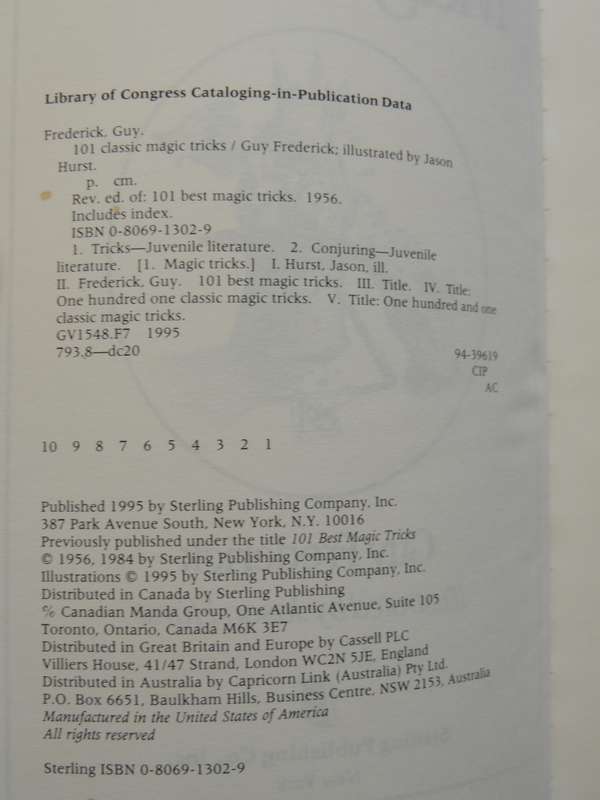 Library of Congress Cataloging-in-Publication Data
Frederick, Guy.
101 classic magic tricks / Guy Frederick; illustrated by Jason
Hurst.
p. cm.
Rev. ed. of: 101 best magic tricks. 1956.
Includes index.
ISBN 0-8069-1302-9
1. Tricks—Juvenile literature. 2. Conjuring—Juvenile
literature. [1. Magic tricks.] I. Hurst, Jason, ill.
II. Frederick, Guy. 101 best magic tricks. III. Title. IV. Title:
One hundred one classic magic tricks. V. Title: One hundred and one
classic magic tricks.
GV1548.F7 1995
793.8—dc20 94-39619
CIP
AC
10 9 8 7 6 5 4 3 2 1
Published 1995 by Sterling Publishing Company, Inc.
387 Park Avenue South, New York, N.Y. 10016
Previously published under the title 101 Best Magic Tricks
© 1956, 1984 by Sterling Publishing Company, Inc.
Illustrations © 1995 by Sterling Publishing Company, Inc.
Distributed in Canada by Sterling Publishing
℅ Canadian Manda Group, One Atlantic Avenue, Suite 105
Toronto, Ontario, Canada M6K 3E7
Distributed in Great Britain and Europe by Cassell PLC
Villiers House, 41/47 Strand, London WC2N 5JE, England
Distributed in Australia by Capricorn Link (Australia) Pty Ltd.
P.O. Box 6651, Baulkham Hills, Business Centre, NSW 2153, Australia
Manufactured in the United States of America
All rights reserved
Sterling ISBN 0-8069-1302-9